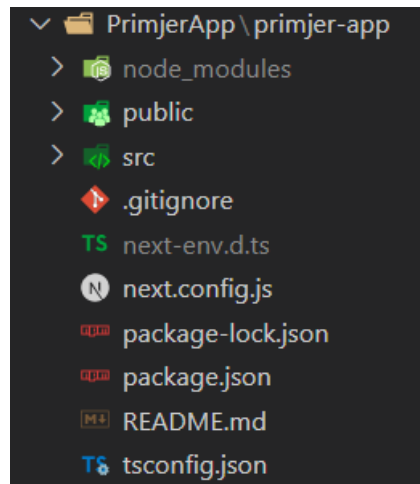 PrimjerApp\primjer-app
node_modules
public
src
.gitignore
TS next-env.d.ts
N next.config.js
package-lock.json
package.json
README.md
TS tsconfig.json